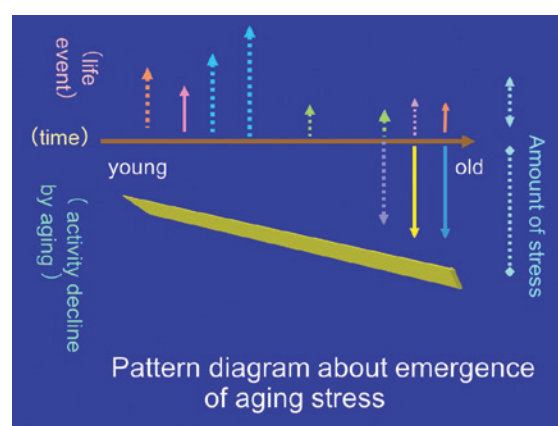 (life
event)
(time)
young
old
( activity decline
by aging )
Amount of stress
Pattern diagram about emergence
of aging stress